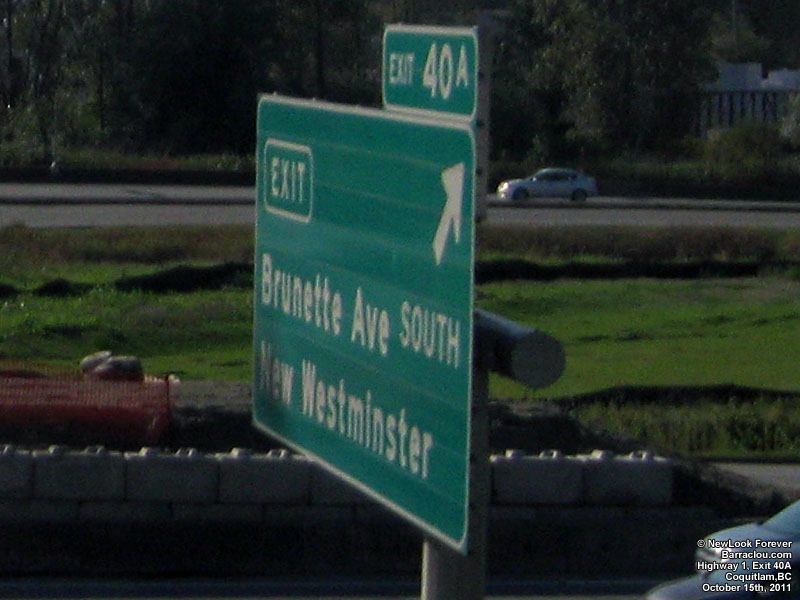 EXIT 40A
EXIT
Brunette Ave SOUTH
New Westminster
© NewLook Forever
Barraclou.com
Highway 1, Exit 40A
Coquitlam,BC
October 15th, 2011